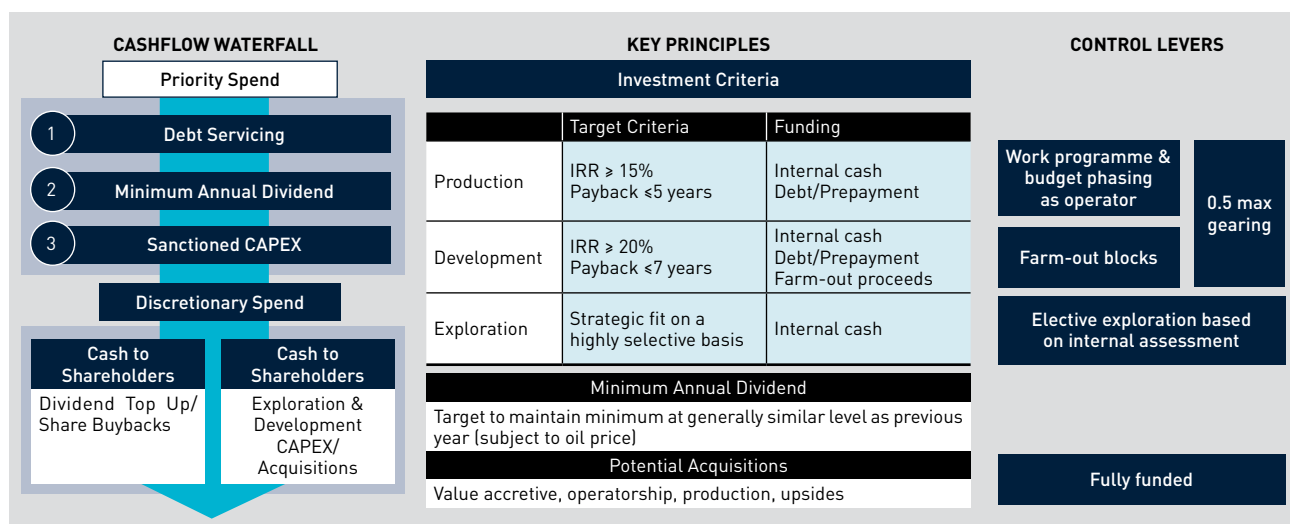 CASHFLOW WATERFALL
Priority Spend
1
Debt Servicing
2
Minimum Annual Dividend
3
Sanctioned CAPEX
Discretionary Spend
Cash to
Shareholders
Dividend Top Up/
Share Buybacks
Cash to
Shareholders
Exploration &
Development
CAPEX/
Acquisitions
KEY PRINCIPLES
Investment Criteria
Target Criteria
Funding
Production
IRR ⩾ 15%
Payback ⩽5 years
Internal cash
Debt/Prepayment
Development
IRR ⩾ 20%
Payback ⩽7 years
Internal cash
Debt/Prepayment
Farm-out proceeds
Exploration
Strategic fit on a
highly selective basis
Internal cash
Minimum Annual Dividend
Target to maintain minimum at generally similar level as previous
year (subject to oil price)
Potential Acquisitions
Value accretive, operatorship, production, upsides
CONTROL LEVERS
Work programme &
budget phasing
as operator
0.5 max
gearing
Farm-out blocks
Elective exploration based
on internal assessment
Fully funded